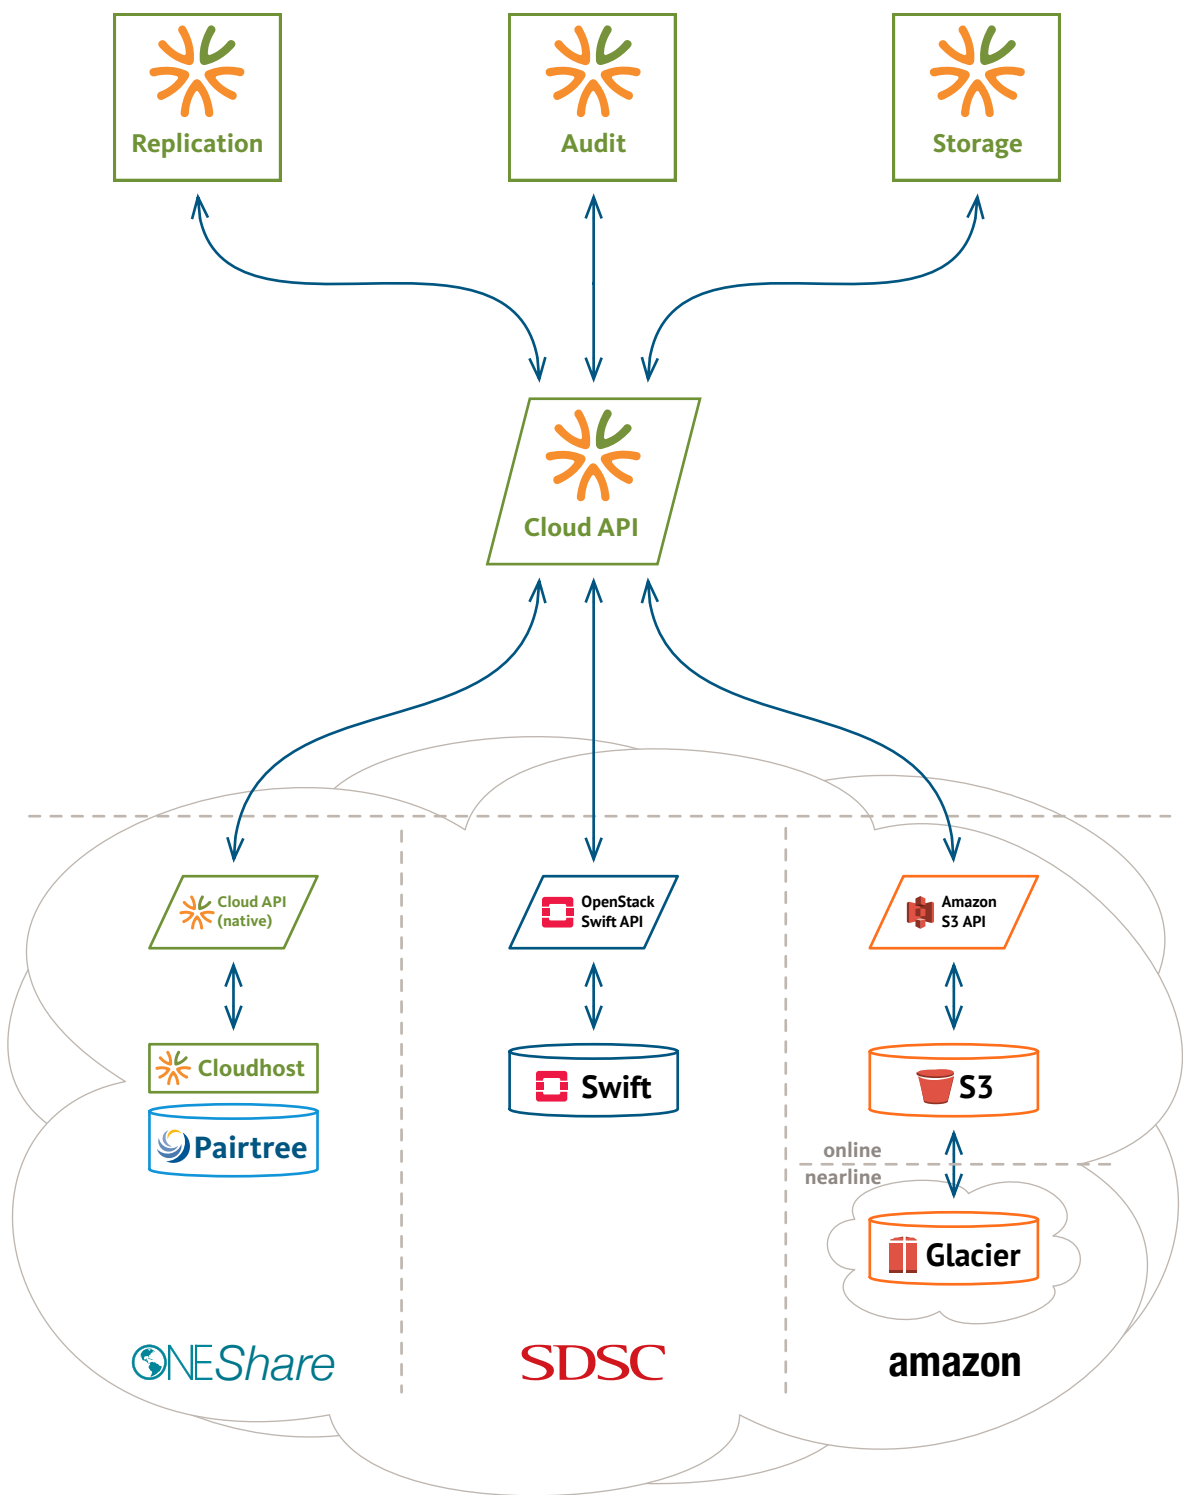 Replication
Audit
Storage
Cloud API
Cloud API
(native)
OpenStack
Swift API
Amazon
S3 API
Cloudhost
Swift
S3
Pairtree
online
nearline
Glacier
ONEShare
SDSC
amazon